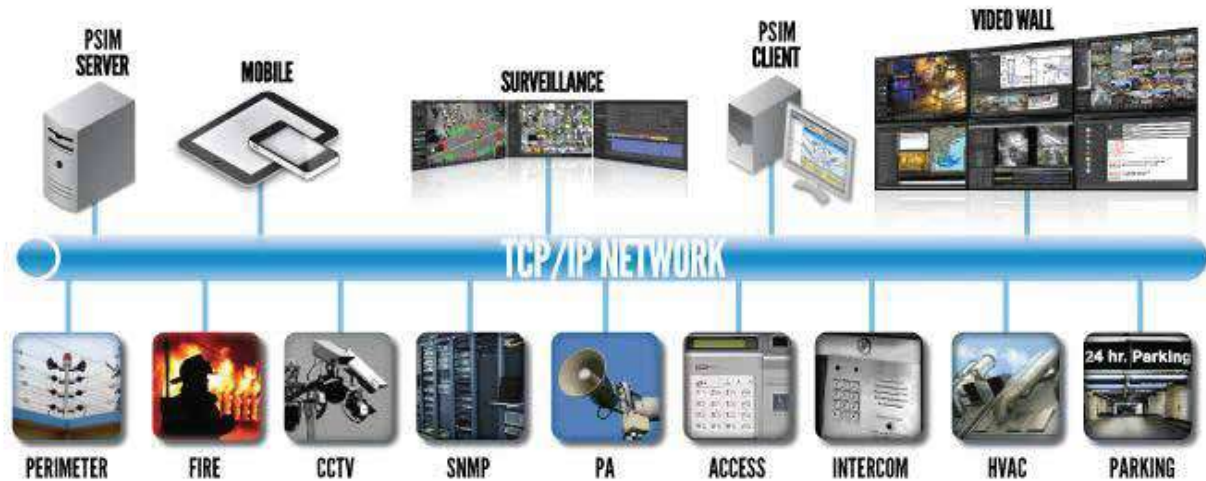 PSIM
SERVER
MOBILE
SURVEILLANCE
PSIM
CLIENT
VIDEO WALL
TCP/IP NETWORK
24 hr. Parking
PERIMETER
FIRE
CCTV
SNMP
PA
ACCESS
INTERCOM
HVAC
PARKING